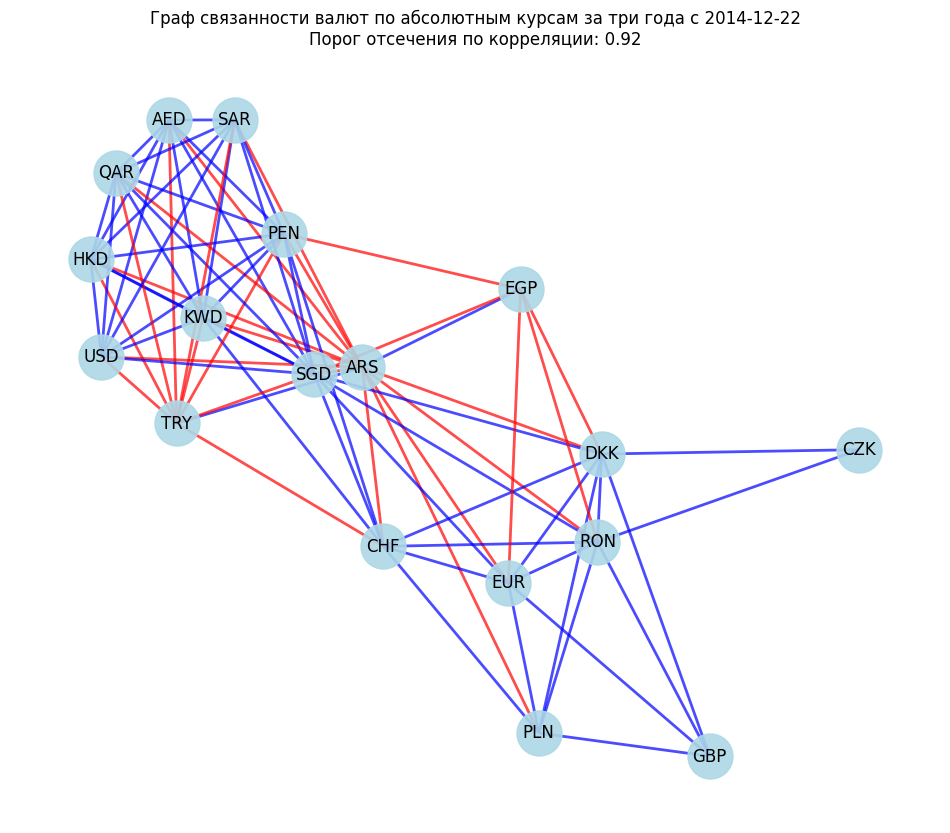 Граф связанности валют по абсолютным курсам за три года с 2014-12-22
Порог отсечения по корреляции: 0.92
AED
SAR
QAR
PEN
HKD
EGP
KWD
USD
SGD
ARS
TRY
DKK
CZK
CHF
RON
EUR
PLN
GBP